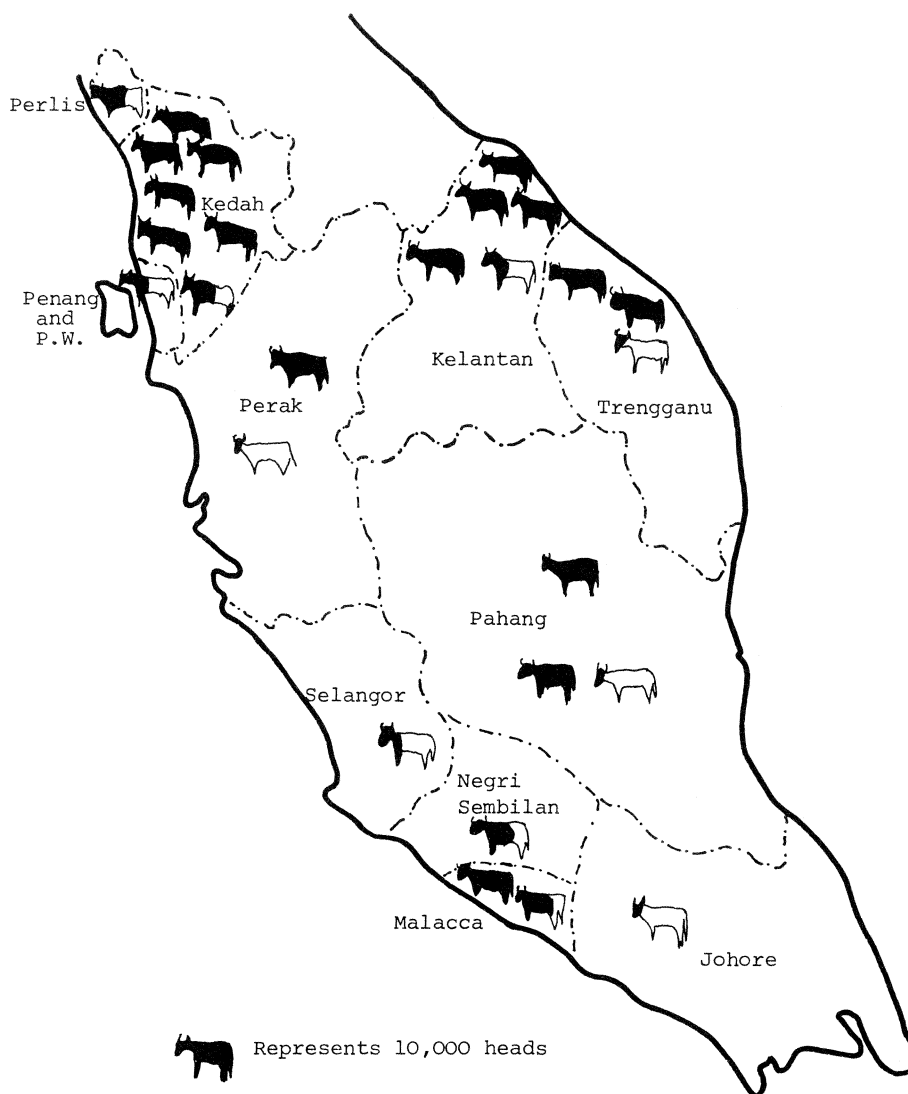 Perlis
Kedah
Penang
and
P.W.
Kelantan
Perak
Trengganu
Pahang
Selangor
Negri
Sembilan
Malacca
Johore
Represents 10,000 heads